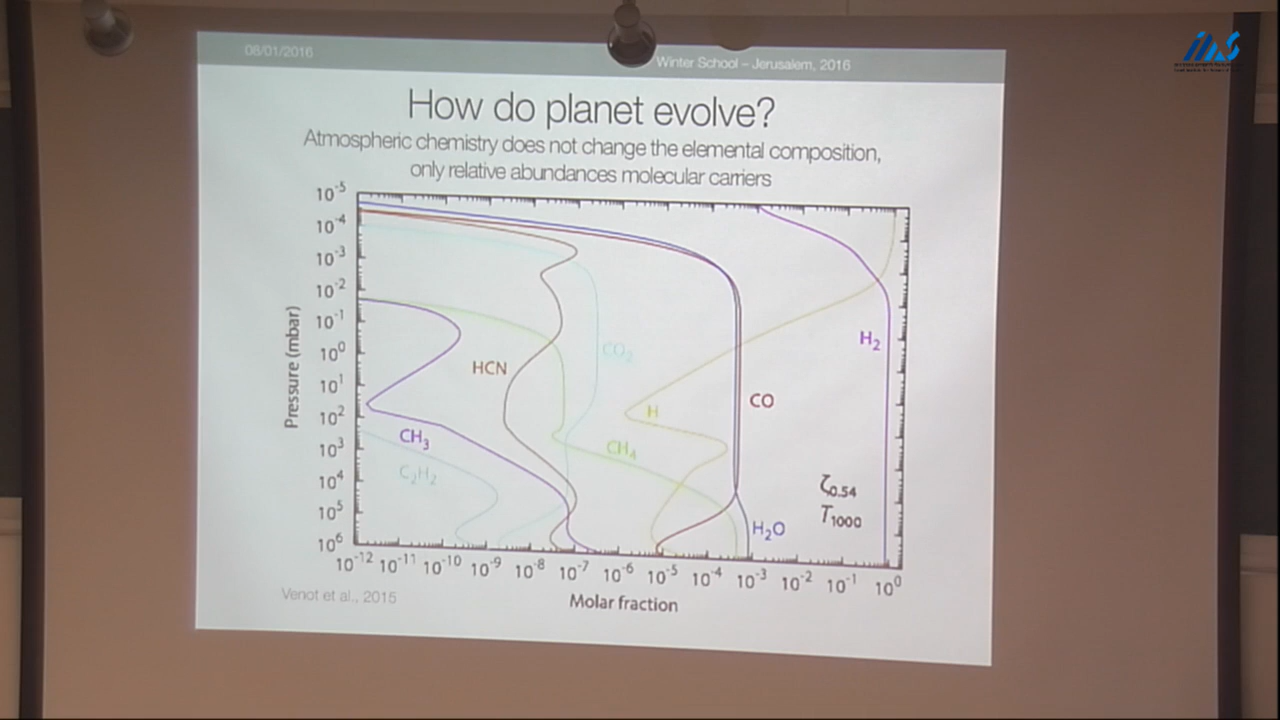 08/01/2016
Winter School – Jerusalem, 2016
How do planet evolve?
Atmospheric chemistry does not change the elemental composition,
only relative abundances molecular carriers
10⁻⁵
10⁻⁴
10⁻³
10⁻²
10⁻¹
10⁰
10¹
10²
10³
10⁴
10⁵
10⁶
Pressure (mbar)
HCN
CO₂
H₂
CO
H
CH₃
CH₄
C₂H₂
H₂O
ζ₀.₅₄
T₁₀₀₀
10⁻¹² 10⁻¹¹ 10⁻¹⁰ 10⁻⁹ 10⁻⁸ 10⁻⁷ 10⁻⁶ 10⁻⁵ 10⁻⁴ 10⁻³ 10⁻² 10⁻¹ 10⁰
Molar fraction
Venot et al., 2015